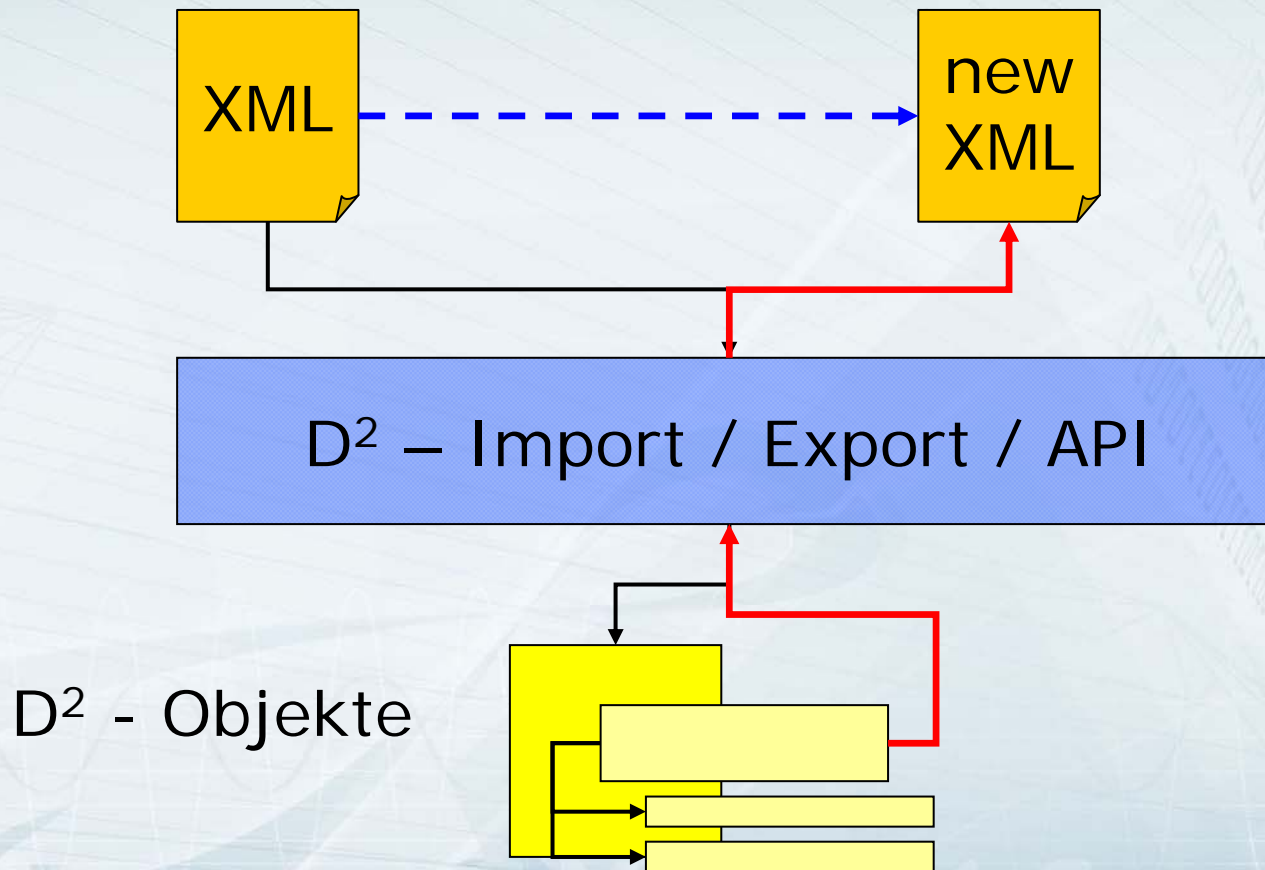 XML
new
XML
D² – Import / Export / API
D² - Objekte